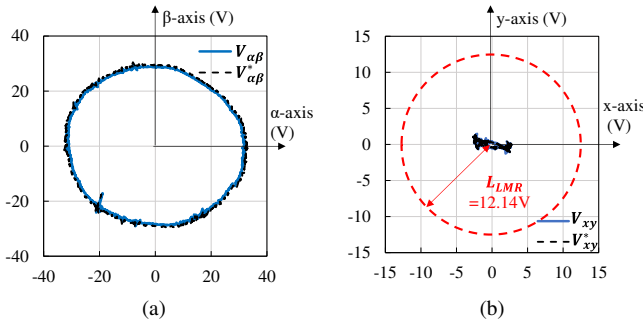 β-axis (V)
V_αβ
V*_αβ
α-axis
(V)
40
20
0
-20
-40
-40 -20 0 20 40
(a)
y-axis (V)
x-axis
(V)
15
10
5
0
-5
-10
-15
L_LMR
=12.14V
V_xy
V*_xy
-15 -10 -5 0 5 10 15
(b)